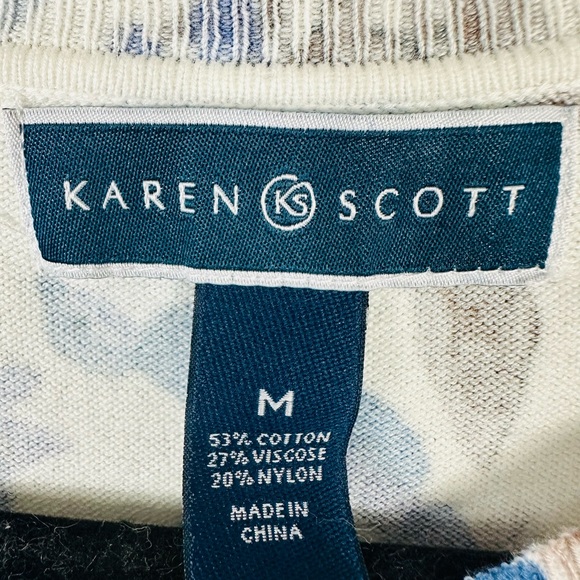 KAREN KS SCOTT
M
53% COTTON
27% VISCOSE
20% NYLON
MADE IN
CHINA